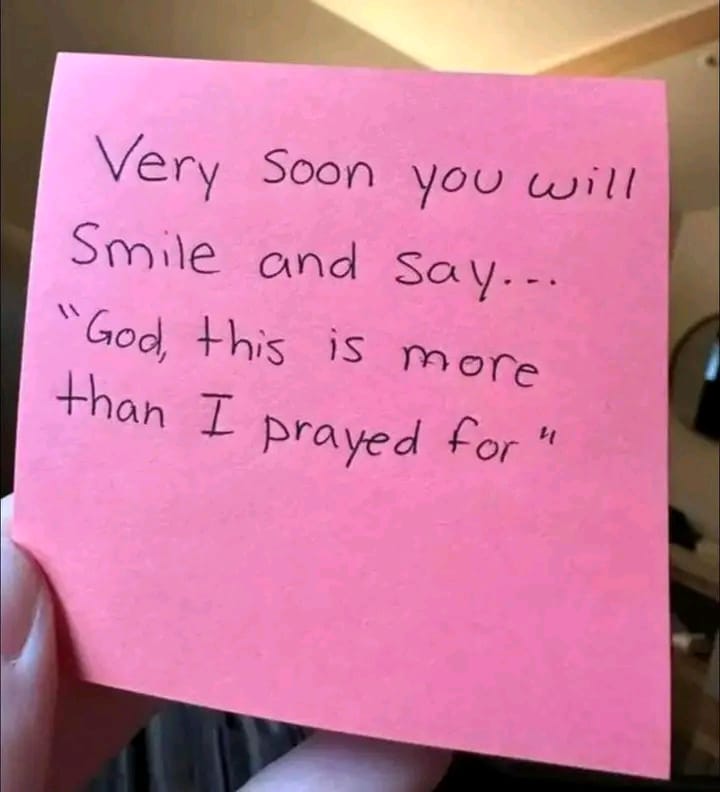 Very Soon you will
Smile and say...
"God, this is more
than I prayed for"